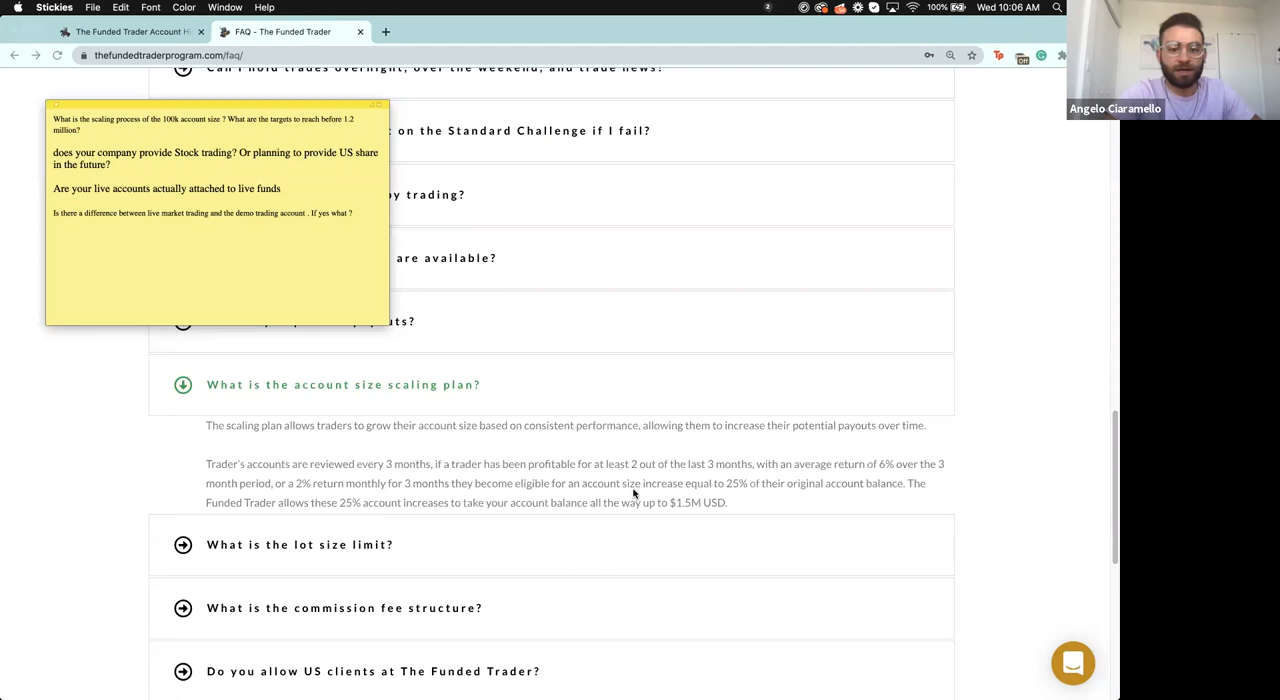 Stickies File Edit Font Color Window Help
2 100% Wed 10:06 AM
The Funded Trader Account Hi
FAQ - The Funded Trader
thefundedtraderprogram.com/faq/
Tp
Off
Angelo Ciaramello
Can I hold trades overnight, over the weekend, and trade news?
What is the scaling process of the 100k account size ? What are the targets to reach before 1.2
million?
does your company provide Stock trading? Or planning to provide US share
in the future?
Are your live accounts actually attached to live funds
Is there a difference between live market trading and the demo trading account . If yes what ?
on the Standard Challenge if I fail?
by trading?
are available?
uts?
What is the account size scaling plan?
The scaling plan allows traders to grow their account size based on consistent performance, allowing them to increase their potential payouts over time.
Trader's accounts are reviewed every 3 months, if a trader has been profitable for at least 2 out of the last 3 months, with an average return of 6% over the 3
month period, or a 2% return monthly for 3 months they become eligible for an account size increase equal to 25% of their original account balance. The
Funded Trader allows these 25% account increases to take your account balance all the way up to $1.5M USD.
What is the lot size limit?
What is the commission fee structure?
Do you allow US clients at The Funded Trader?